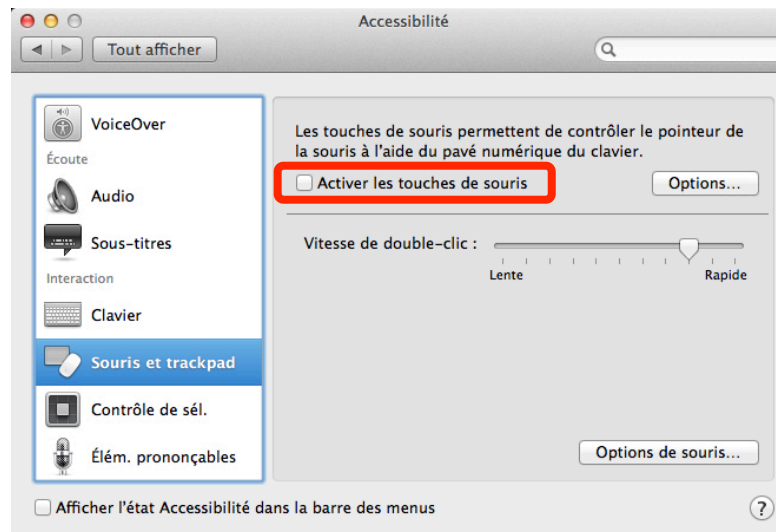 Accessibilité
Tout afficher
VoiceOver
Écoute
Audio
Sous-titres
Interaction
Clavier
Souris et trackpad
Contrôle de sél.
Élém. prononçables
Les touches de souris permettent de contrôler le pointeur de
la souris à l'aide du pavé numérique du clavier.
Activer les touches de souris
Options...
Vitesse de double-clic :
Lente
Rapide
Options de souris...
Afficher l'état Accessibilité dans la barre des menus
?